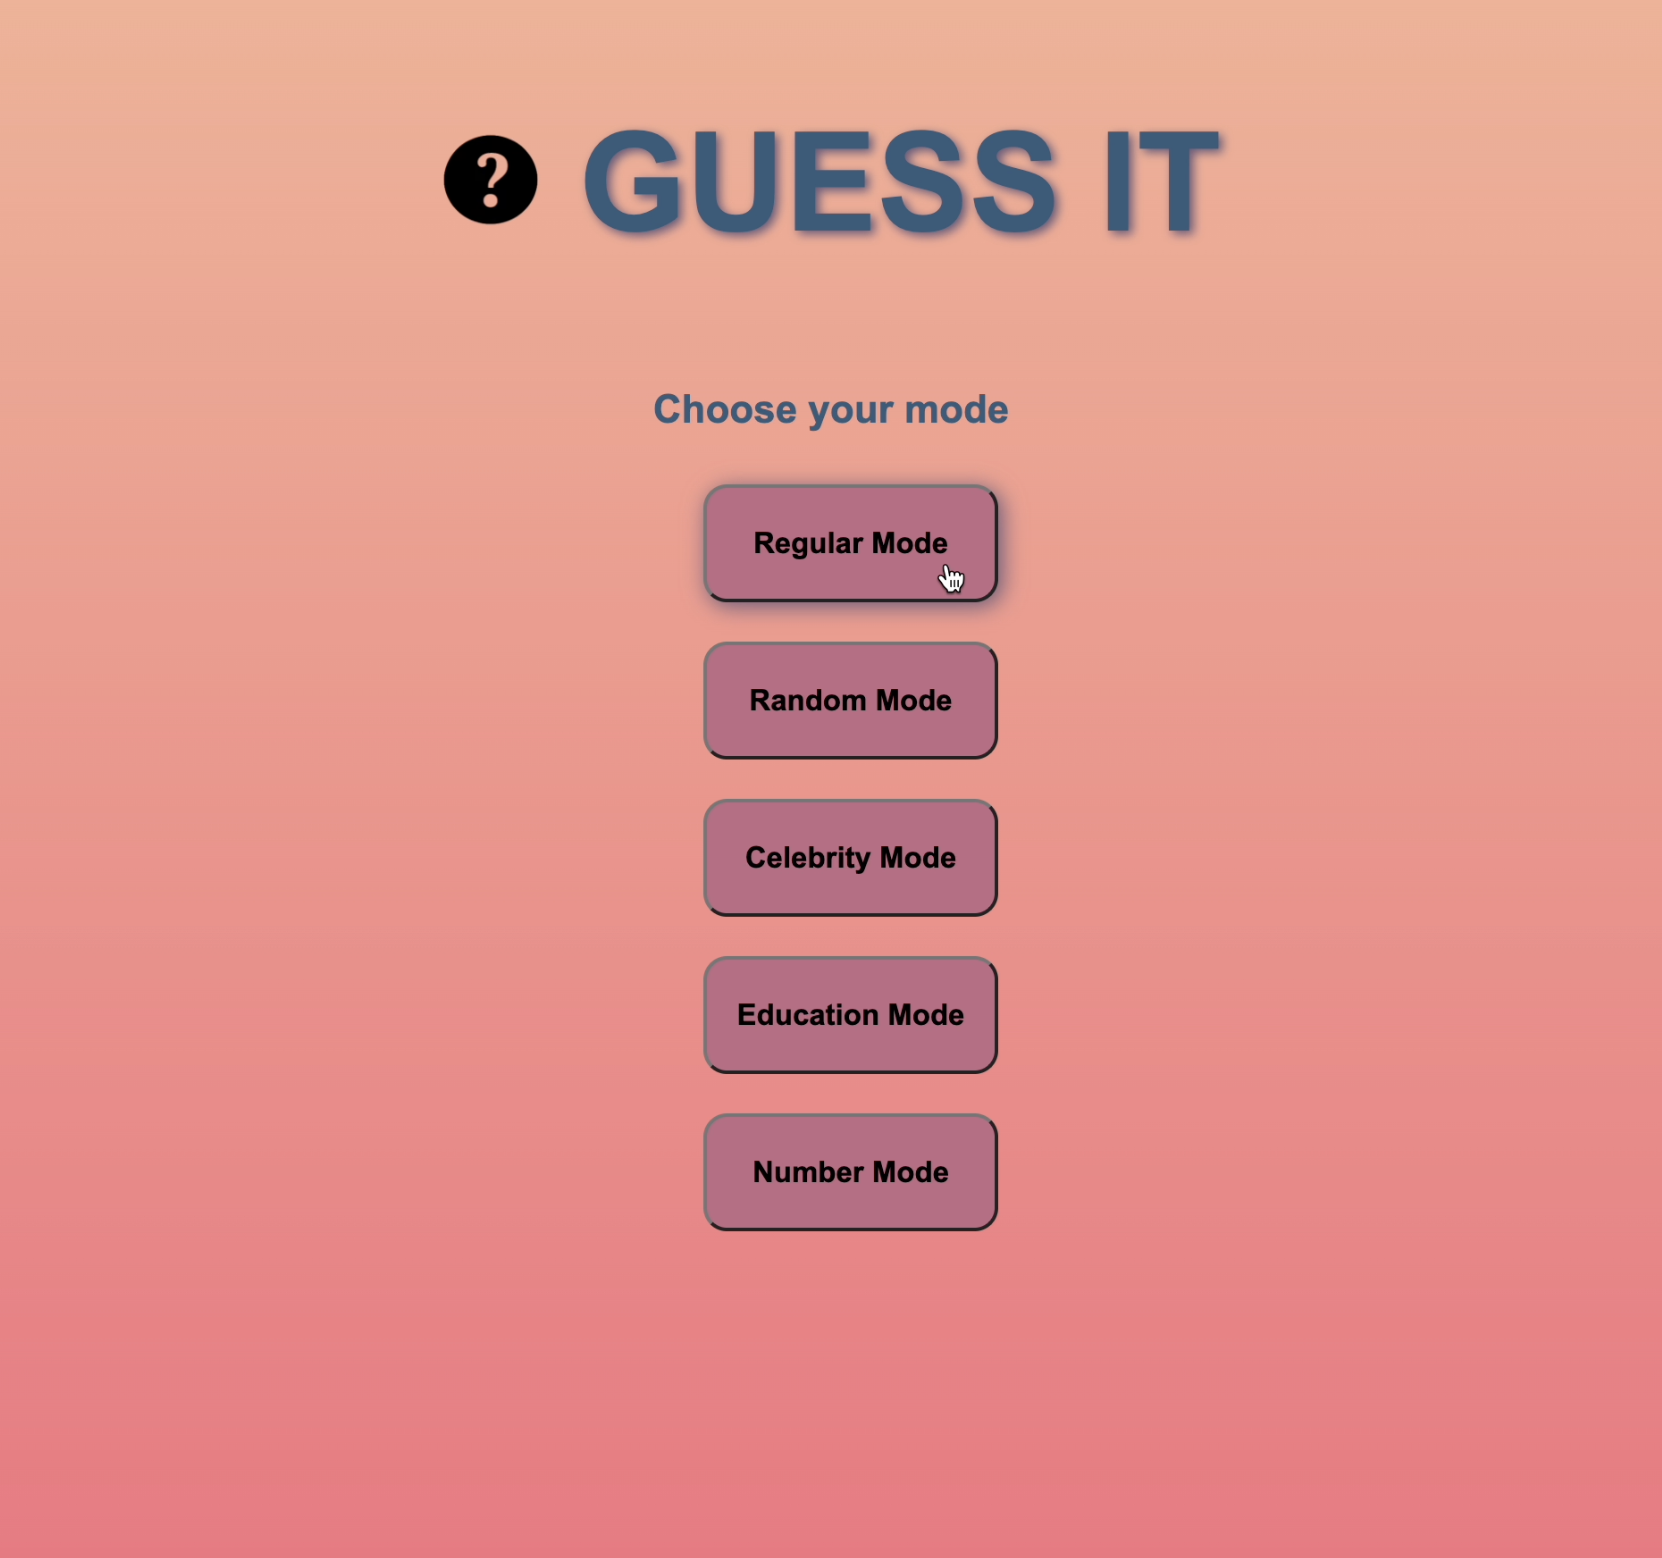 ? GUESS IT
Choose your mode
Regular Mode
Random Mode
Celebrity Mode
Education Mode
Number Mode